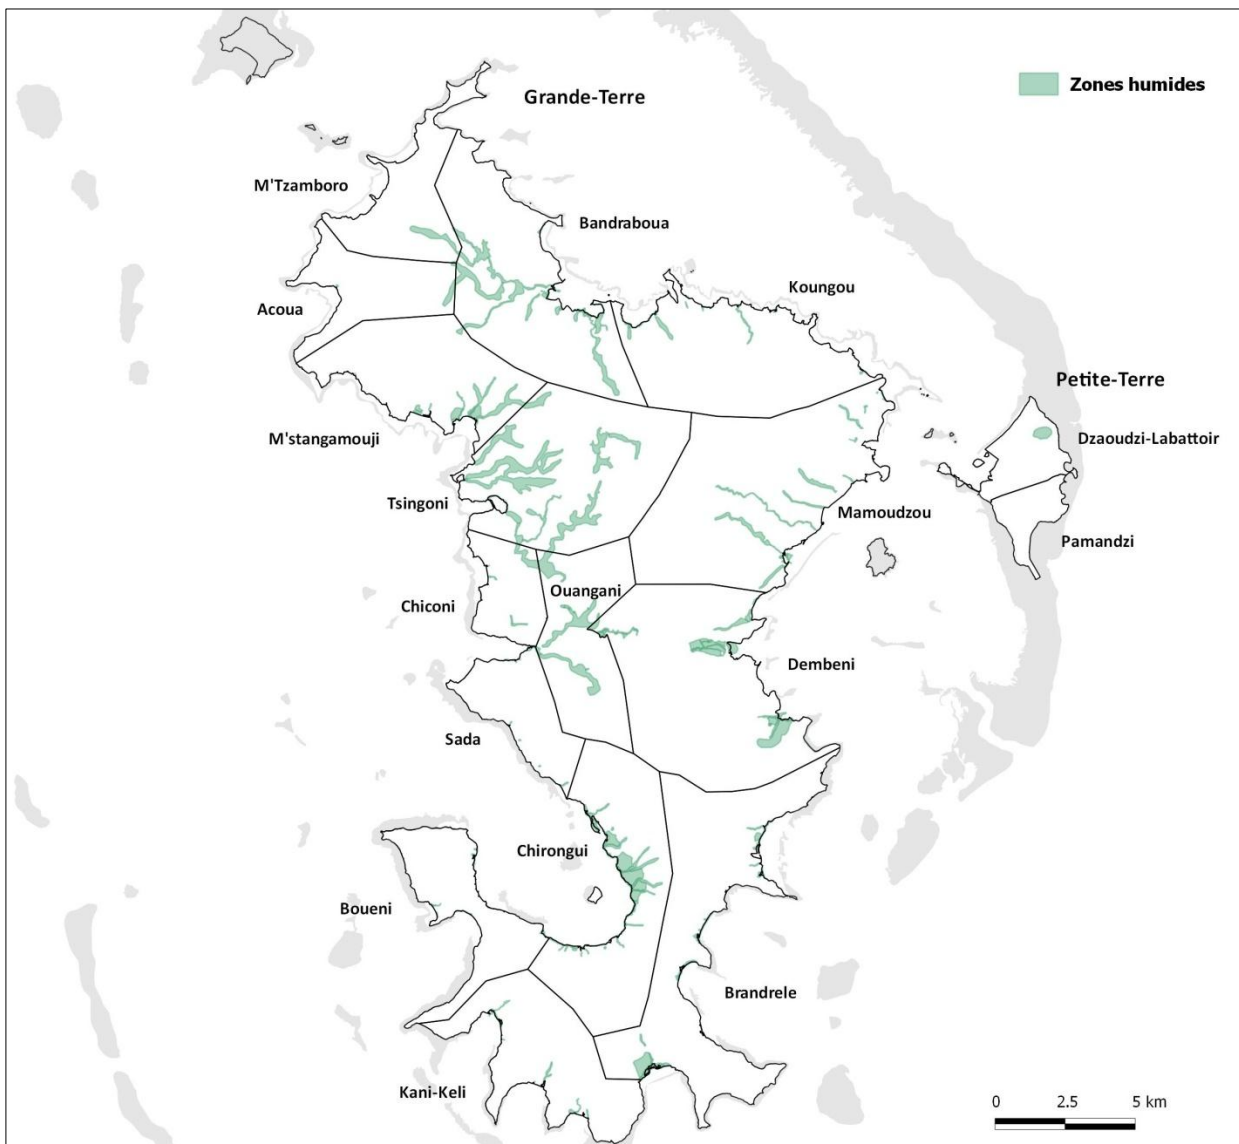 Zones humides
Grande-Terre
M'Tzamboro
Bandraboua
Koungou
Acoua
Petite-Terre
Dzaoudzi-Labattoir
M'stangamouji
Tsingoni
Mamoudzou
Pamandzi
Ouangani
Chiconi
Dembeni
Sada
Chirongui
Boueni
Brandrele
Kani-Keli
0 2.5 5 km